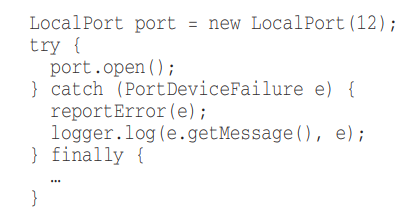 LocalPort port = new LocalPort(12);
try {
  port.open();
} catch (PortDeviceFailure e) {
  reportError(e);
  logger.log(e.getMessage(), e);
} finally {
  …
}